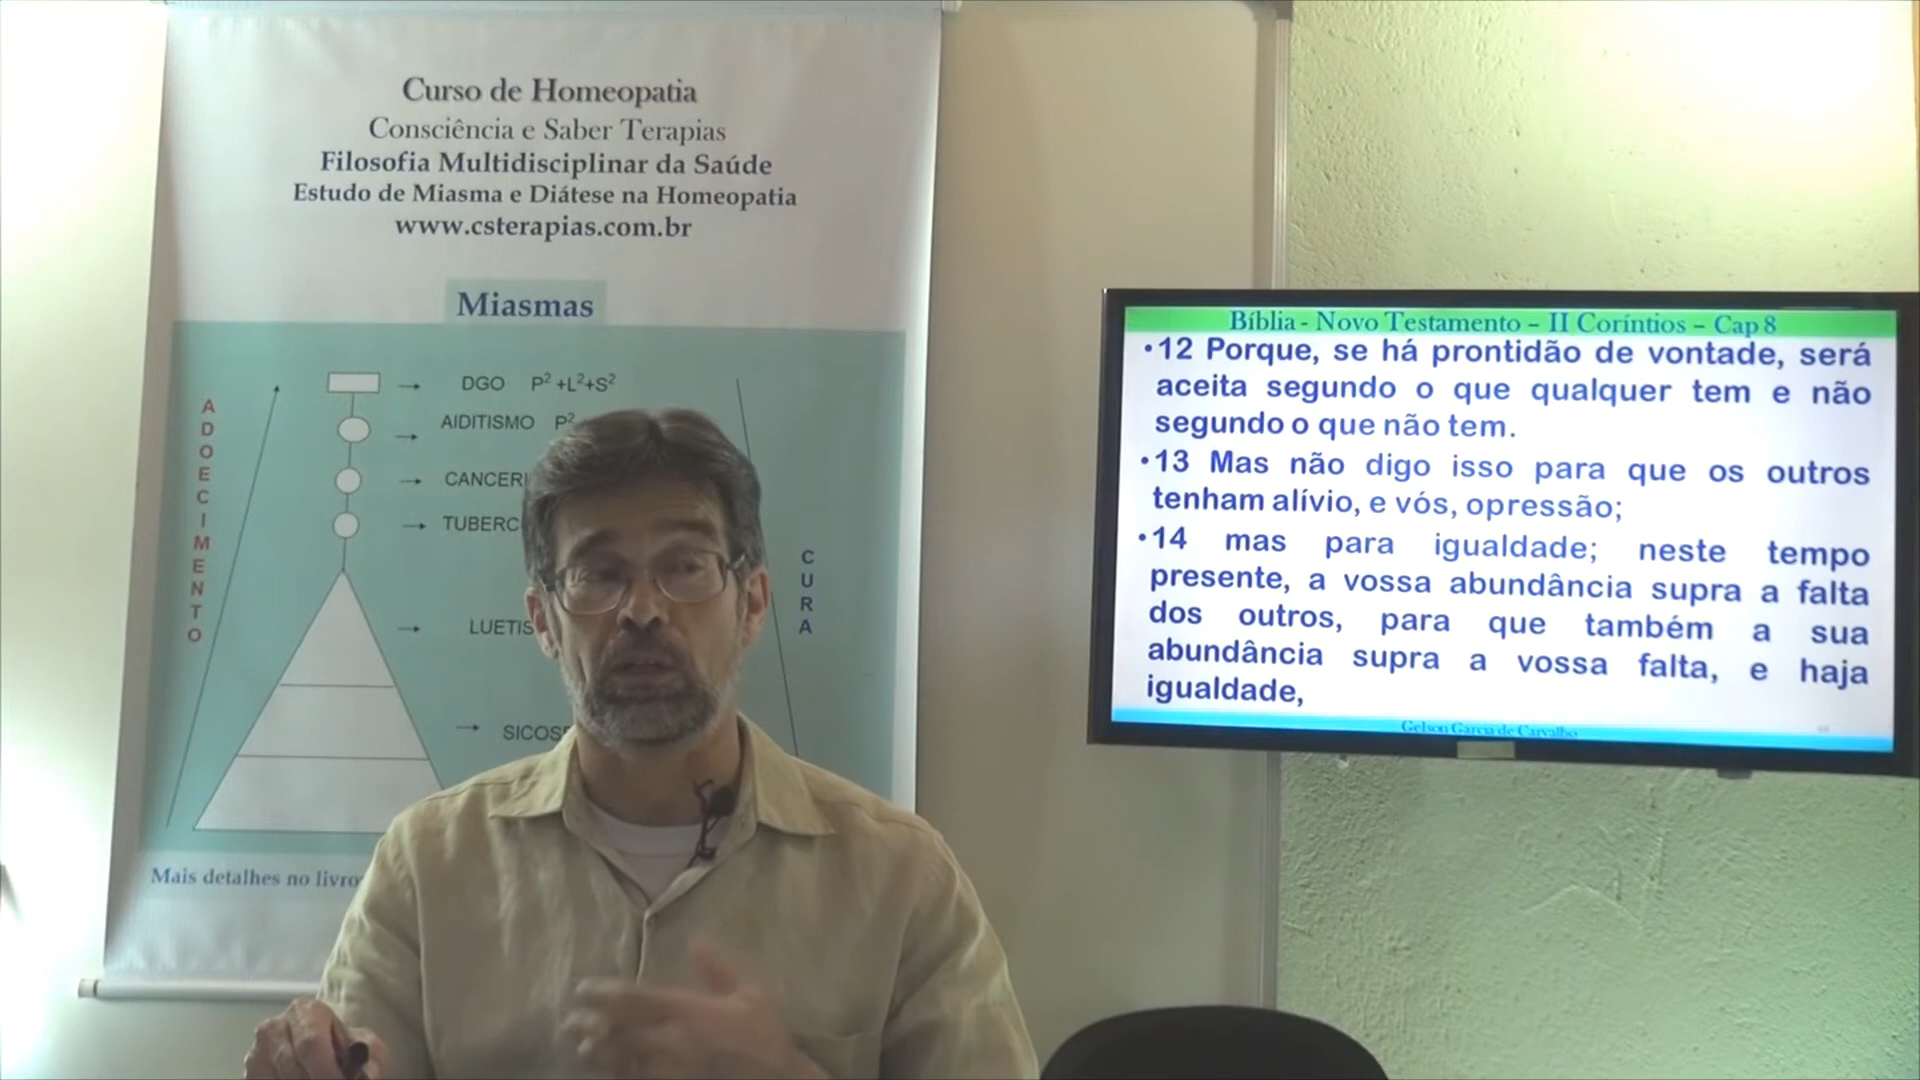 Curso de Homeopatia
Consciência e Saber Terapias
Filosofia Multidisciplinar da Saúde
Estudo de Miasma e Diátese na Homeopatia
www.csterapias.com.br
Miasmas
ADOECIMENTO
DGO P² +L²+S²
AIDITISMO P²
CANCERI
TUBERC
LUETIS
SICOS
CURA
Mais detalhes no livro
Bíblia - Novo Testamento – II Coríntios – Cap 8
•12 Porque, se há prontidão de vontade, será
aceita segundo o que qualquer tem e não
segundo o que não tem.
•13 Mas não digo isso para que os outros
tenham alívio, e vós, opressão;
•14 mas para igualdade; neste tempo
presente, a vossa abundância supra a falta
dos outros, para que também a sua
abundância supra a vossa falta, e haja
igualdade,
Gelson Garcia de Carvalho